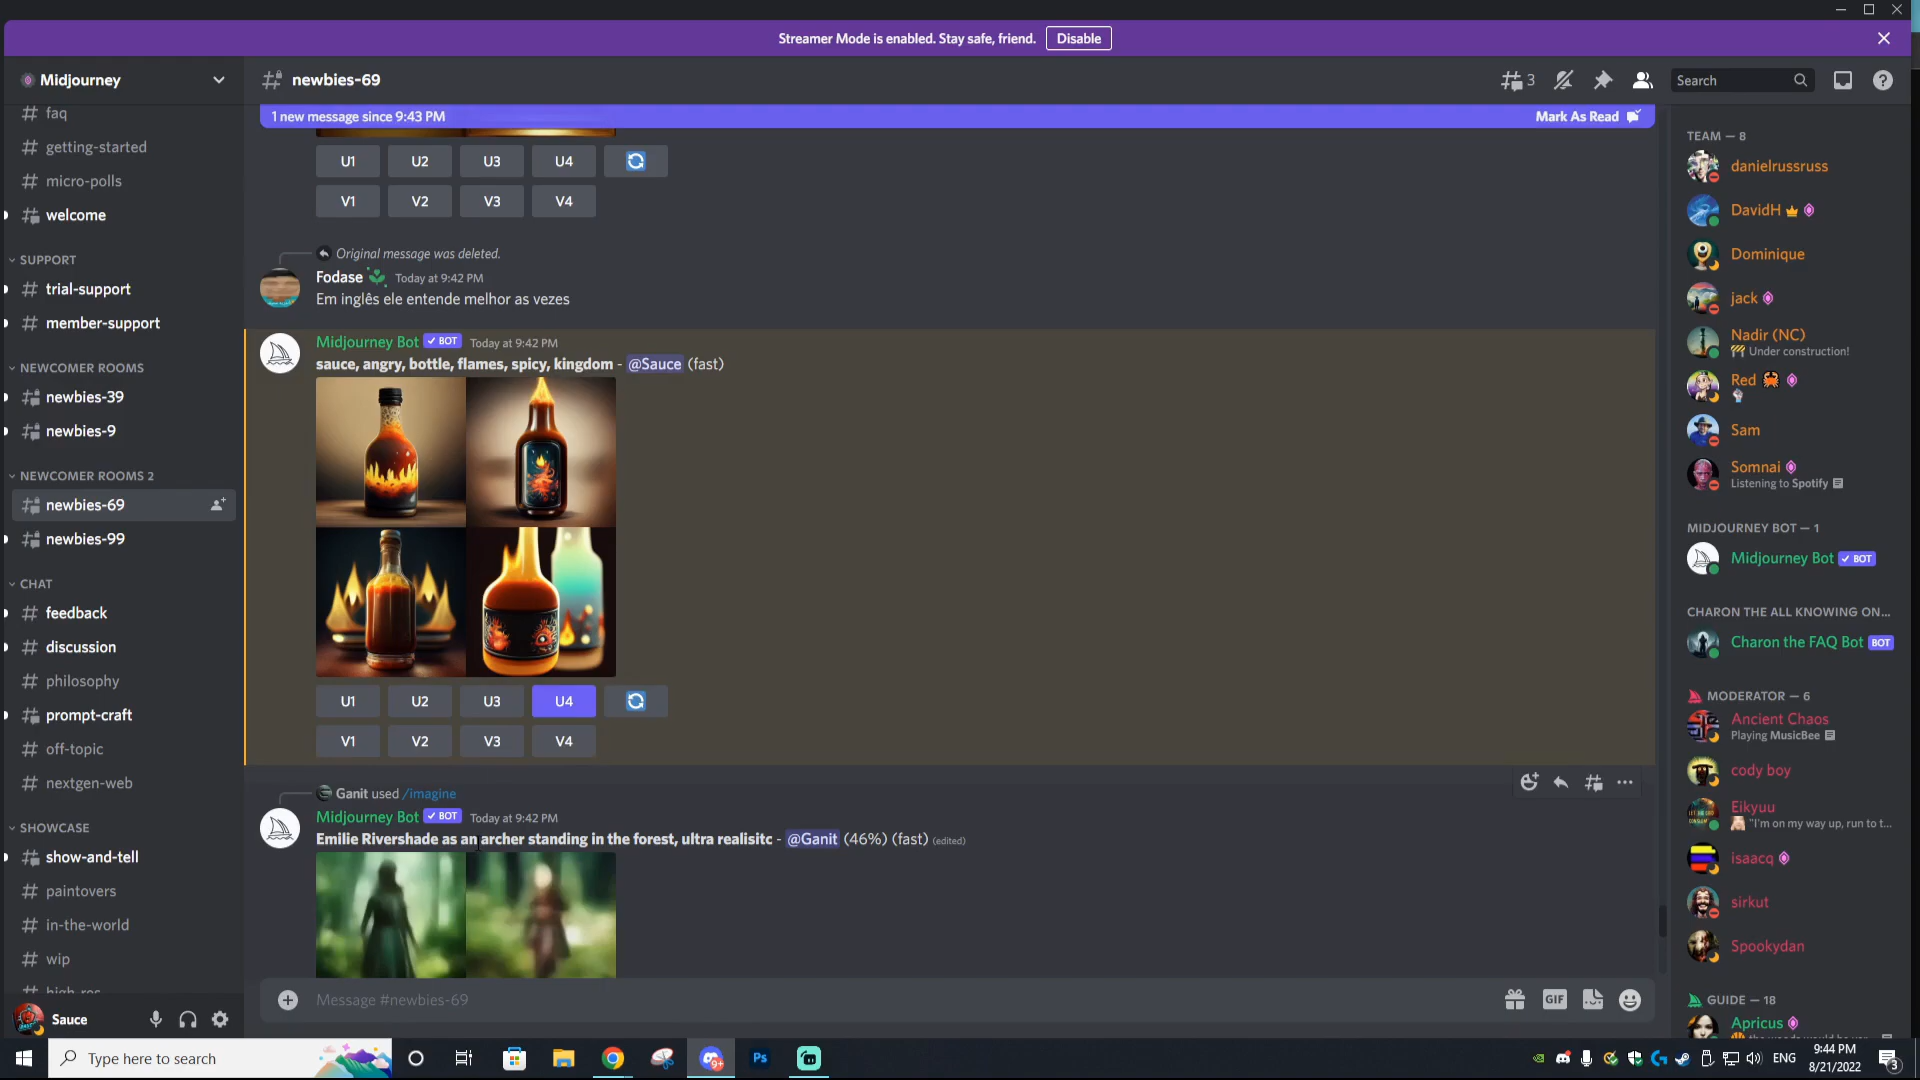 Streamer Mode is enabled. Stay safe, friend.
Disable
Midjourney
faq
getting-started
micro-polls
welcome
SUPPORT
trial-support
member-support
NEWCOMER ROOMS
newbies-39
newbies-9
NEWCOMER ROOMS 2
newbies-69
newbies-99
CHAT
feedback
discussion
philosophy
prompt-craft
off-topic
nextgen-web
SHOWCASE
show-and-tell
paintovers
in-the-world
wip
Sauce
newbies-69
3
Search
1 new message since 9:43 PM
Mark As Read
U1 U2 U3 U4
V1 V2 V3 V4
Original message was deleted.
Fodase Today at 9:42 PM
Em inglês ele entende melhor as vezes
Midjourney Bot ✓ BOT Today at 9:42 PM
sauce, angry, bottle, flames, spicy, kingdom - @Sauce (fast)
U1 U2 U3 U4
V1 V2 V3 V4
Ganit used /imagine
Midjourney Bot ✓ BOT Today at 9:42 PM
Emilie Rivershade as an archer standing in the forest, ultra realisitc - @Ganit (46%) (fast) (edited)
Message #newbies-69
GIF
TEAM — 8
danielrussruss
DavidH
Dominique
jack
Nadir (NC)
Under construction!
Red
Sam
Somnai
Listening to Spotify
MIDJOURNEY BOT — 1
Midjourney Bot ✓ BOT
CHARON THE ALL KNOWING ON...
Charon the FAQ Bot BOT
MODERATOR — 6
Ancient Chaos
Playing MusicBee
cody boy
Eikyuu
"I'm on my way up, run to t...
isaacq
sirkut
Spookydan
GUIDE — 18
Apricus
Type here to search
9+
Ps
ENG
9:44 PM
8/21/2022
3